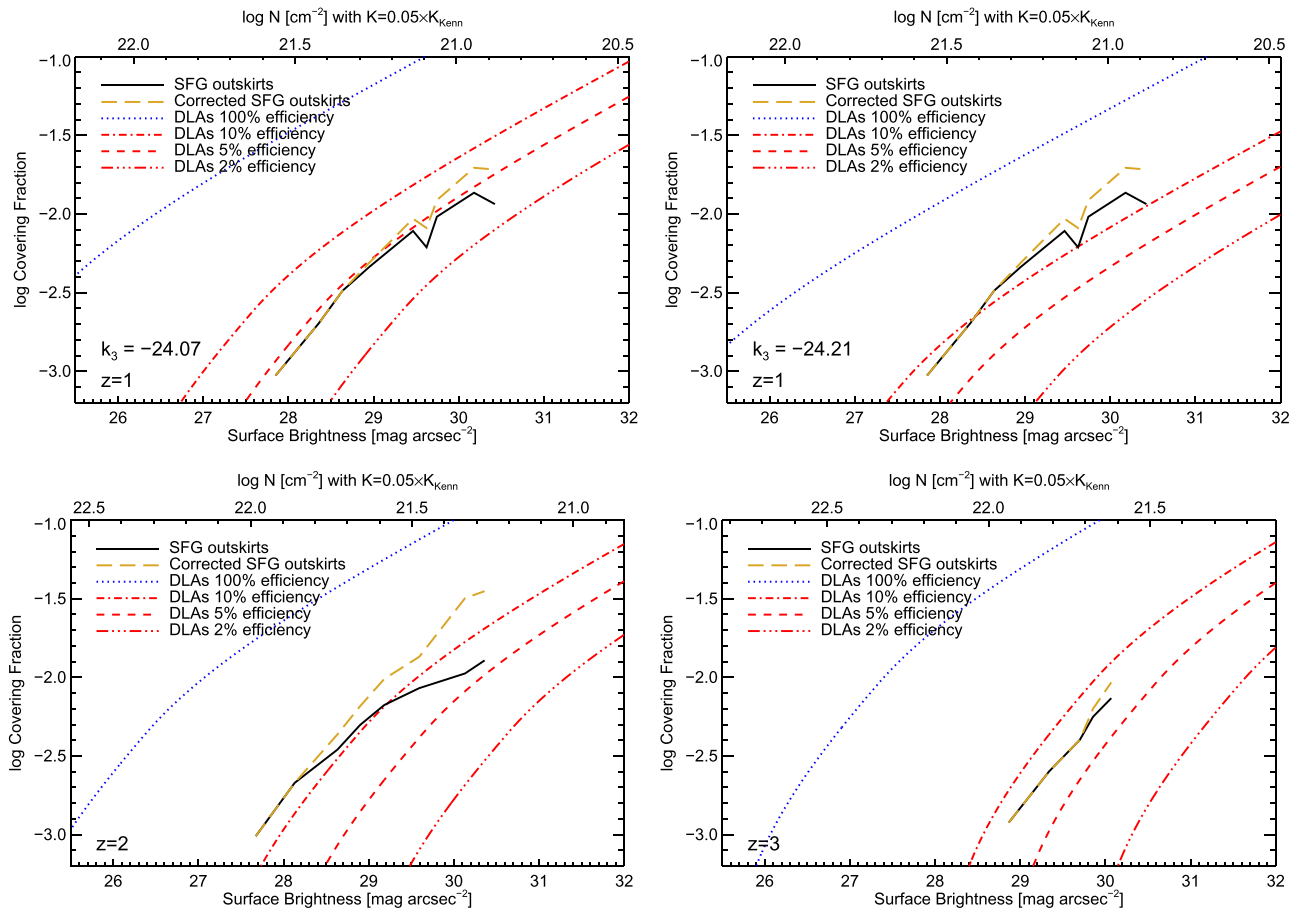 log N [cm−2] with K=0.05×KKenn
22.0 21.5 21.0 20.5
−1.0
−1.5
−2.0
−2.5
−3.0
log Covering Fraction
SFG outskirts
Corrected SFG outskirts
DLAs 100% efficiency
DLAs 10% efficiency
DLAs 5% efficiency
DLAs 2% efficiency
k3 = −24.07
z=1
26 27 28 29 30 31 32
Surface Brightness [mag arcsec−2]
log N [cm−2] with K=0.05×KKenn
22.0 21.5 21.0 20.5
−1.0
−1.5
−2.0
−2.5
−3.0
log Covering Fraction
SFG outskirts
Corrected SFG outskirts
DLAs 100% efficiency
DLAs 10% efficiency
DLAs 5% efficiency
DLAs 2% efficiency
k3 = −24.21
z=1
26 27 28 29 30 31 32
Surface Brightness [mag arcsec−2]
log N [cm−2] with K=0.05×KKenn
22.5 22.0 21.5 21.0
−1.0
−1.5
−2.0
−2.5
−3.0
log Covering Fraction
SFG outskirts
Corrected SFG outskirts
DLAs 100% efficiency
DLAs 10% efficiency
DLAs 5% efficiency
DLAs 2% efficiency
z=2
26 27 28 29 30 31 32
Surface Brightness [mag arcsec−2]
log N [cm−2] with K=0.05×KKenn
22.5 22.0 21.5
−1.0
−1.5
−2.0
−2.5
−3.0
log Covering Fraction
SFG outskirts
Corrected SFG outskirts
DLAs 100% efficiency
DLAs 10% efficiency
DLAs 5% efficiency
DLAs 2% efficiency
z=3
26 27 28 29 30 31 32
Surface Brightness [mag arcsec−2]